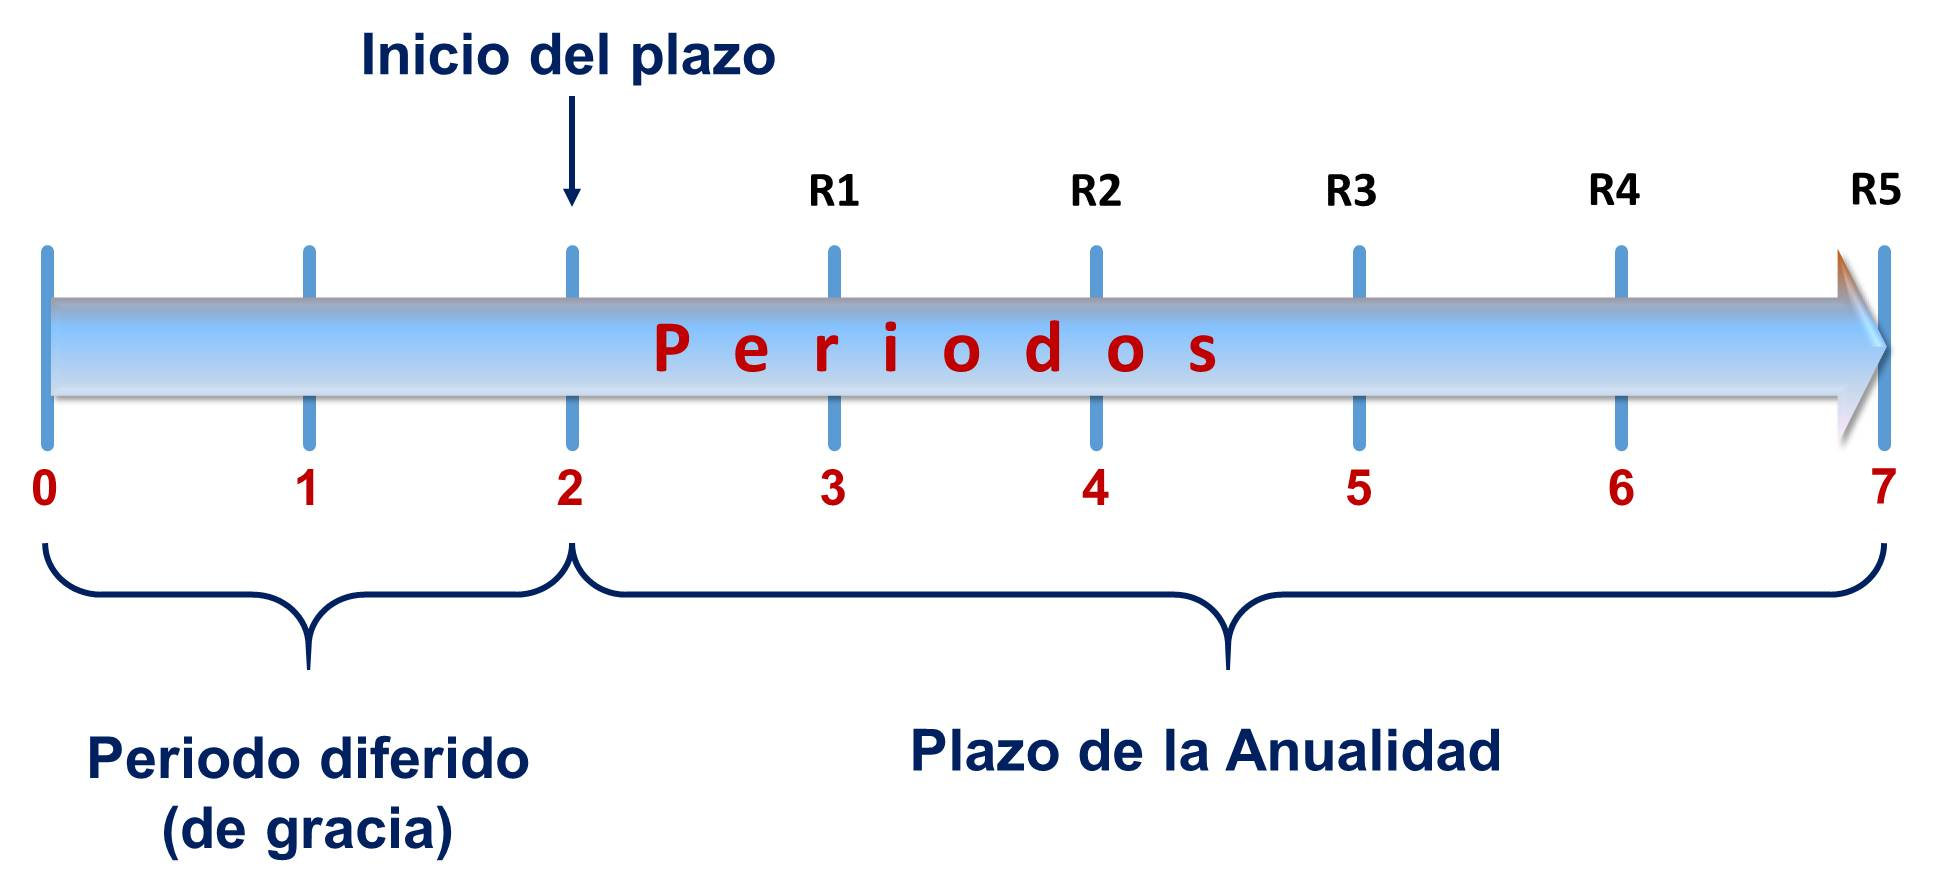 Inicio del plazo
R1 R2 R3 R4 R5
Periodos
0 1 2 3 4 5 6 7
Periodo diferido
(de gracia)
Plazo de la Anualidad